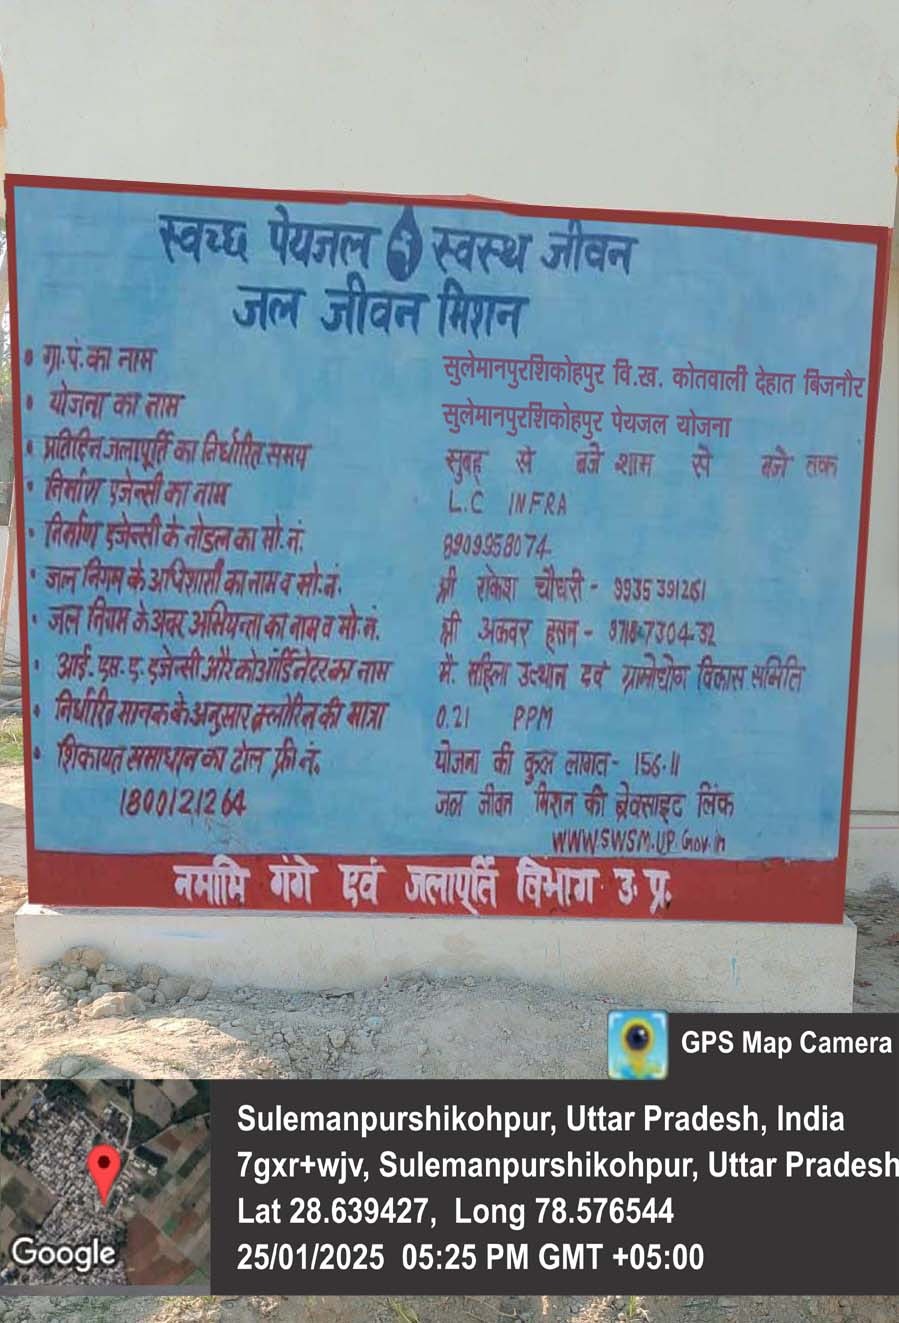 स्वच्छ पेयजल स्वस्थ जीवन
जल जीवन मिशन
• ग्रा.पं.का नाम सुलेमानपुरशिकोहपुर वि.ख. कोतवाली देहात बिजनौर
• योजना का नाम सुलेमानपुरशिकोहपुर पेयजल योजना
• प्रतिदिन जलापूर्ति का निर्धारित समय सुबह से बजे शाम से बजे तक
• निर्माण एजेन्सी का नाम L.C INFRA
• निर्माण एजेन्सी के नोडल का मो.नं. 8909958074
• जल निगम के अधिशासी का नाम व मो.नं. श्री राकेश चौधरी - 9935391261
• जल निगम के अवर अभियन्ता का नाम व मो.नं. श्री अकबर हसन - 9718-7304-32
• आई. एस. ए. एजेन्सी और कोऑर्डिनेटर का नाम मै. महिला उत्थान एवं ग्रामोधोग विकास समिति
• निर्धारित मानक के अनुसार क्लोरिन की मात्रा 0.21 PPM
• शिकायत समाधान का टोल फ्री नं. योजना की कुल लागत - 156.11
1800121264 जल जीवन मिशन की वेबसाइट लिंक
WWW.SWSM.UP.Gov.in
नमामि गंगे एवं जलापूर्ति विभाग उ.प्र.
GPS Map Camera
Sulemanpurshikohpur, Uttar Pradesh, India
7gxr+wjv, Sulemanpurshikohpur, Uttar Pradesh
Lat 28.639427, Long 78.576544
25/01/2025 05:25 PM GMT +05:00
Google